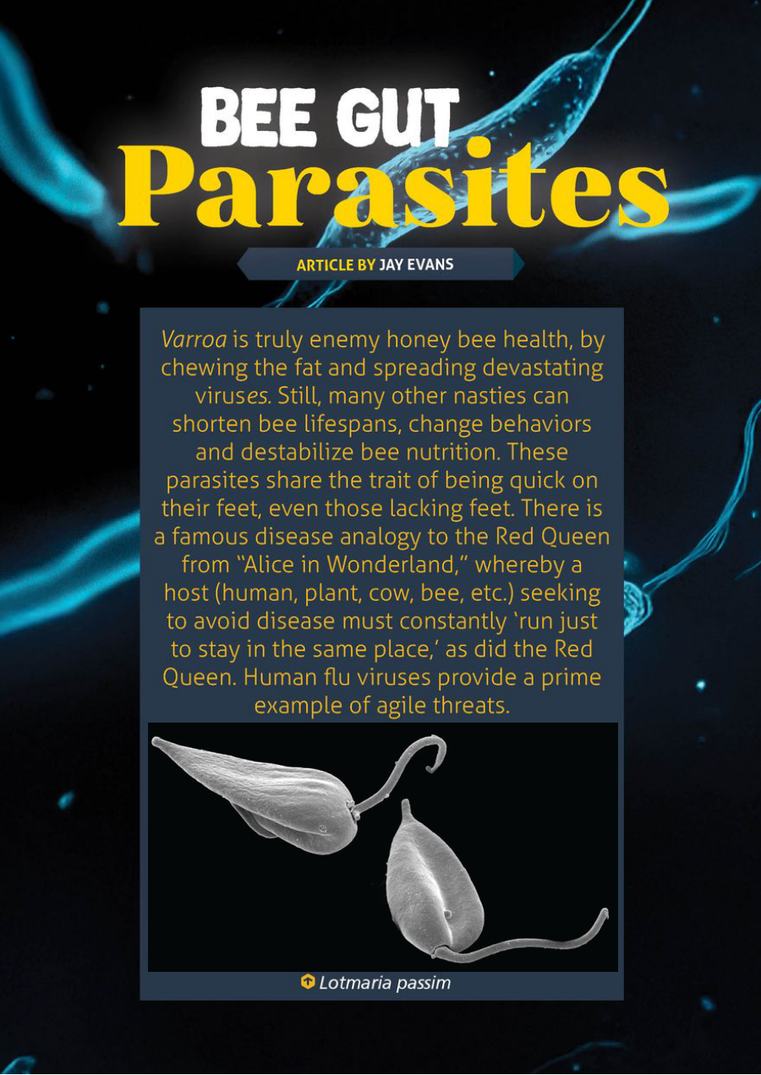 BEE GUT
Parasites
ARTICLE BY JAY EVANS
Varroa is truly enemy honey bee health, by
chewing the fat and spreading devastating
viruses. Still, many other nasties can
shorten bee lifespans, change behaviors
and destabilize bee nutrition. These
parasites share the trait of being quick on
their feet, even those lacking feet. There is
a famous disease analogy to the Red Queen
from “Alice in Wonderland,” whereby a
host (human, plant, cow, bee, etc.) seeking
to avoid disease must constantly ‘run just
to stay in the same place,’ as did the Red
Queen. Human flu viruses provide a prime
example of agile threats.
Lotmaria passim